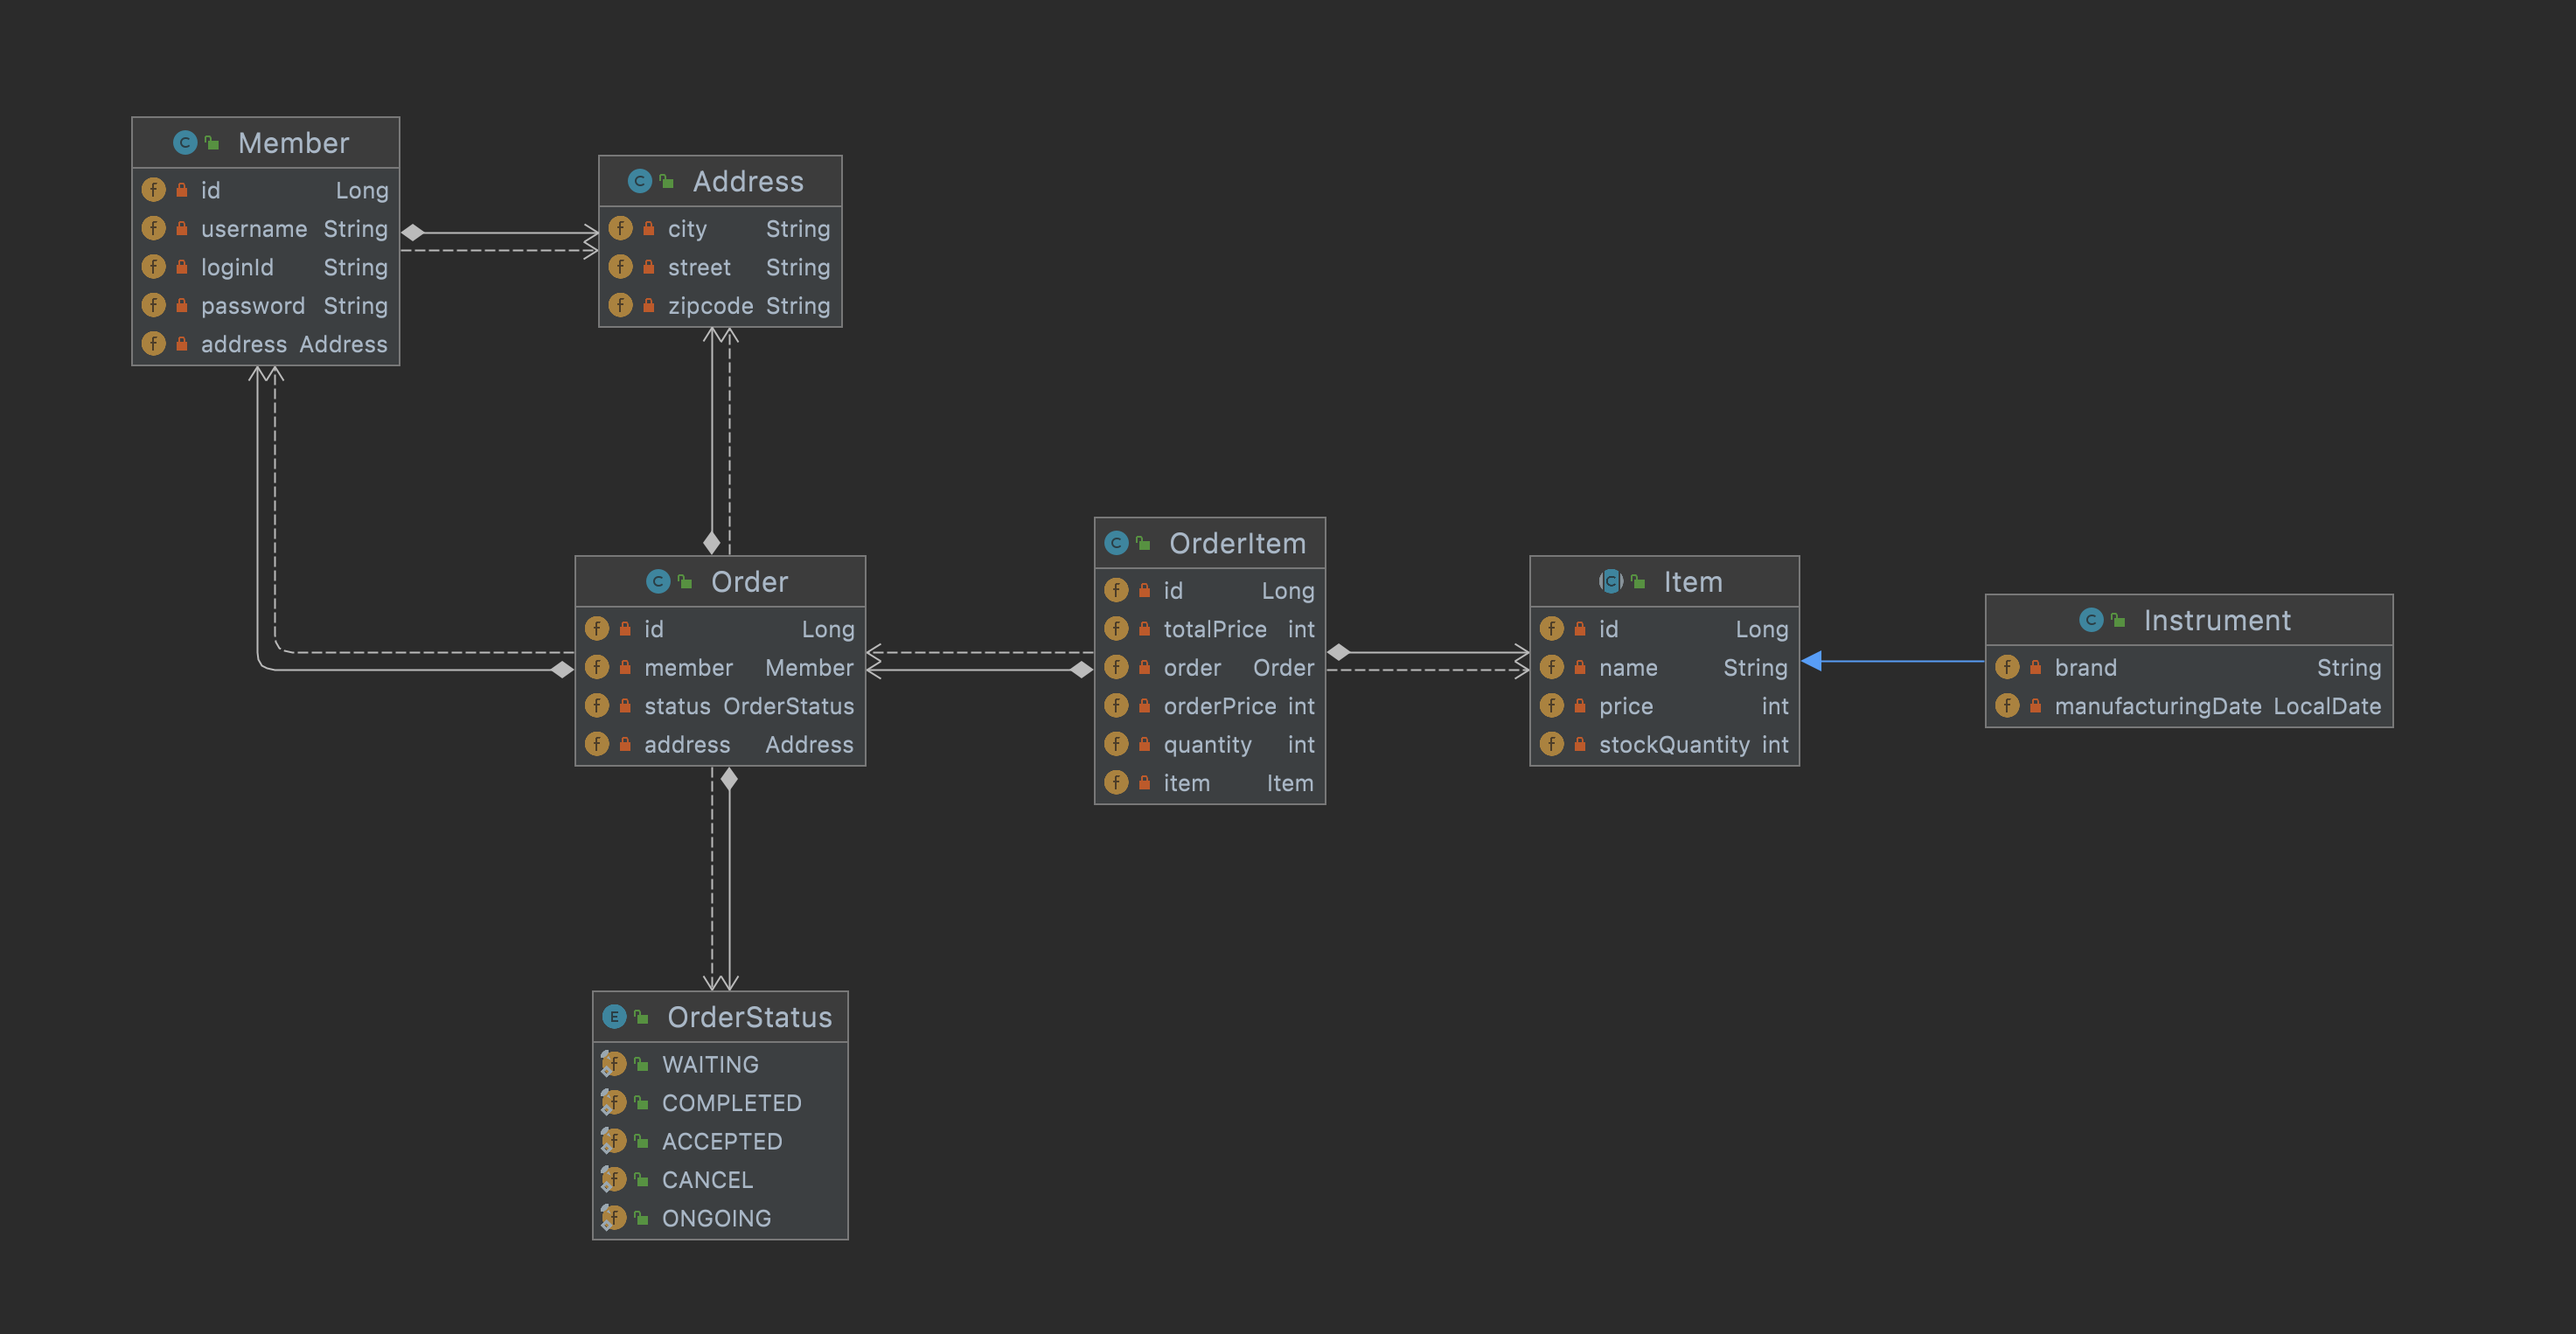 Member
id Long
username String
loginId String
password String
address Address
Address
city String
street String
zipcode String
Order
id Long
member Member
status OrderStatus
address Address
OrderItem
id Long
totalPrice int
order Order
orderPrice int
quantity int
item Item
Item
id Long
name String
price int
stockQuantity int
Instrument
brand String
manufacturingDate LocalDate
OrderStatus
WAITING
COMPLETED
ACCEPTED
CANCEL
ONGOING